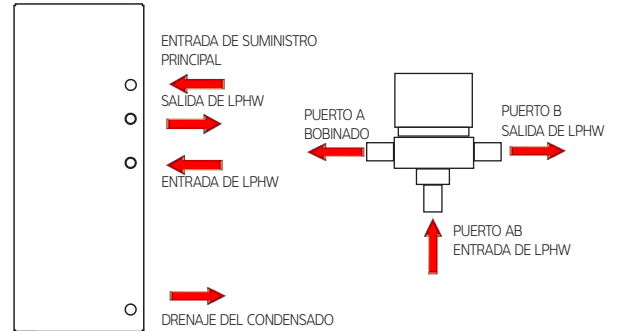 ENTRADA DE SUMINISTRO
PRINCIPAL
SALIDA DE LPHW
ENTRADA DE LPHW
DRENAJE DEL CONDENSADO
PUERTO A
BOBINADO
PUERTO B
SALIDA DE LPHW
PUERTO AB
ENTRADA DE LPHW